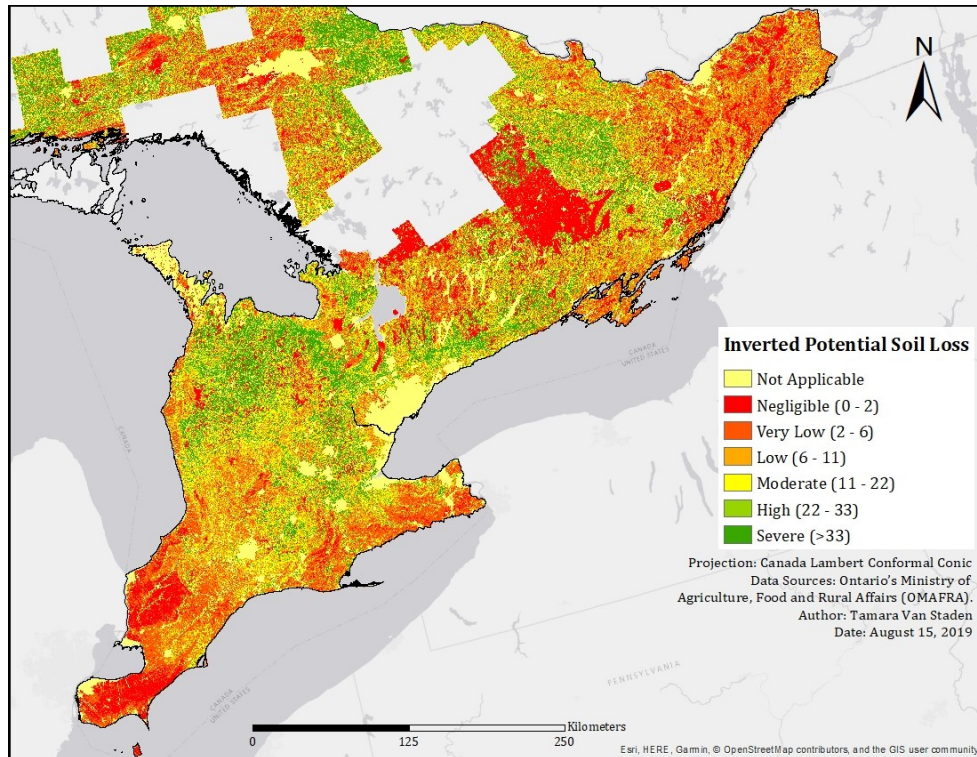 N
CANADA
UNITED STATES
CANADA
Inverted Potential Soil Loss
Not Applicable
Negligible (0 - 2)
Very Low (2 - 6)
Low (6 - 11)
Moderate (11 - 22)
High (22 - 33)
Severe (>33)
Projection: Canada Lambert Conformal Conic
Data Sources: Ontario's Ministry of
Agriculture, Food and Rural Affairs (OMAFRA).
Author: Tamara Van Staden
Date: August 15, 2019
PENNSYLVANIA
CANADA
UNITED STATES
Kilometers
0 125 250
Esri, HERE, Garmin, © OpenStreetMap contributors, and the GIS user community